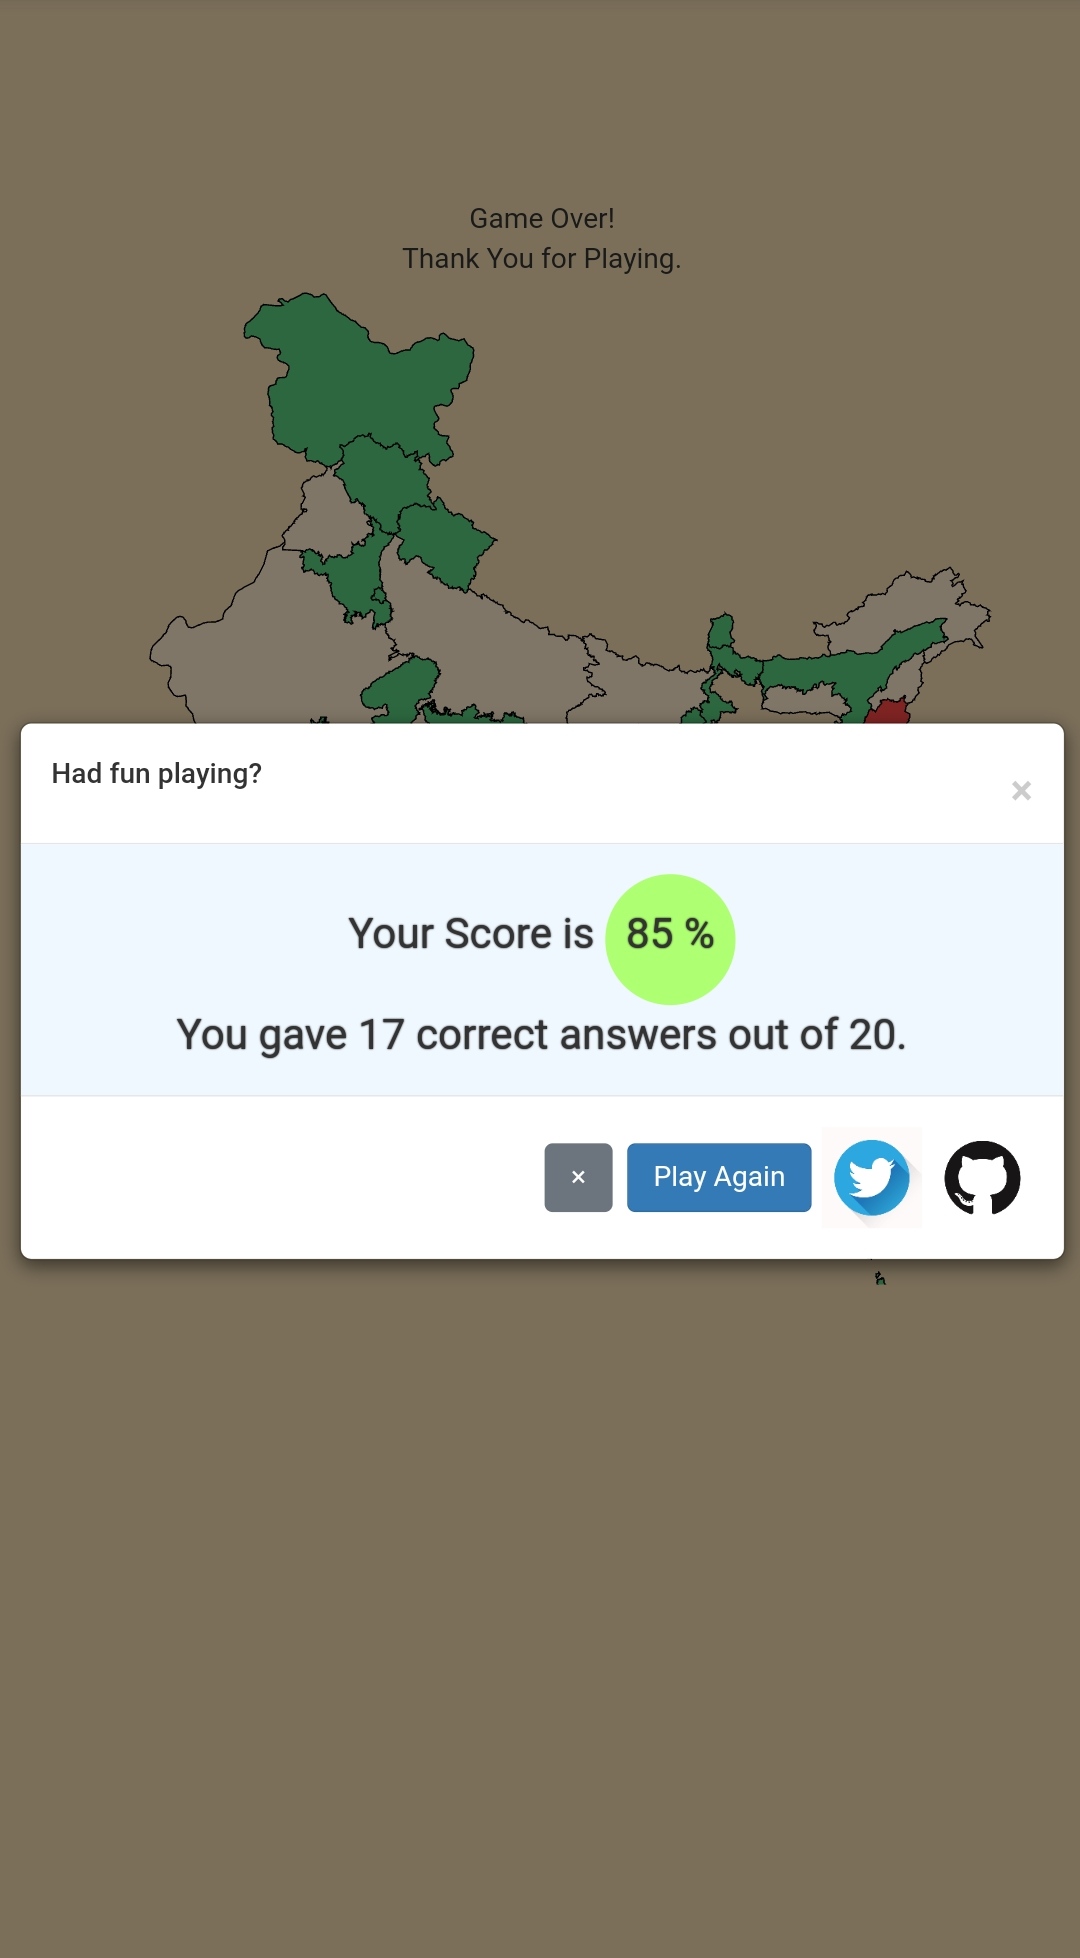 Game Over!
Thank You for Playing.
Had fun playing?
×
Your Score is 85 %
You gave 17 correct answers out of 20.
× Play Again